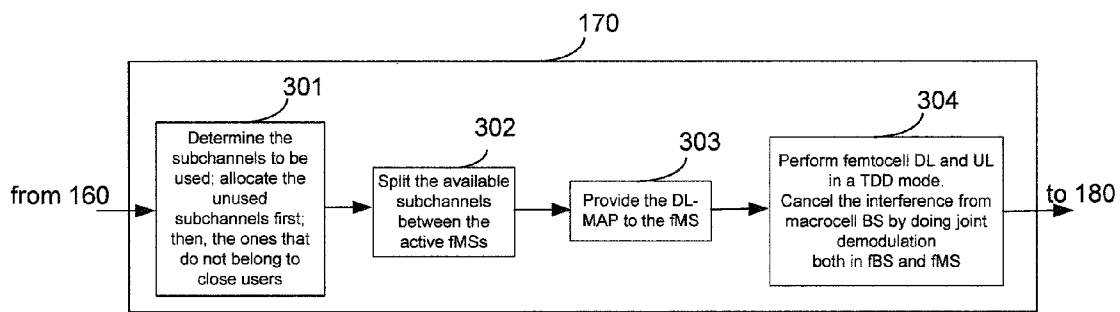 170
301
Determine the
subchannels to be
used; allocate the
unused
subchannels first;
then, the ones that
do not belong to
close users
302
Split the available
subchannels
between the
active fMSs
303
Provide the DL-
MAP to the fMS
304
Perform femtocell DL and UL
in a TDD mode.
Cancel the interference from
macrocell BS by doing joint
demodulation
both in fBS and fMS
from 160
to 180